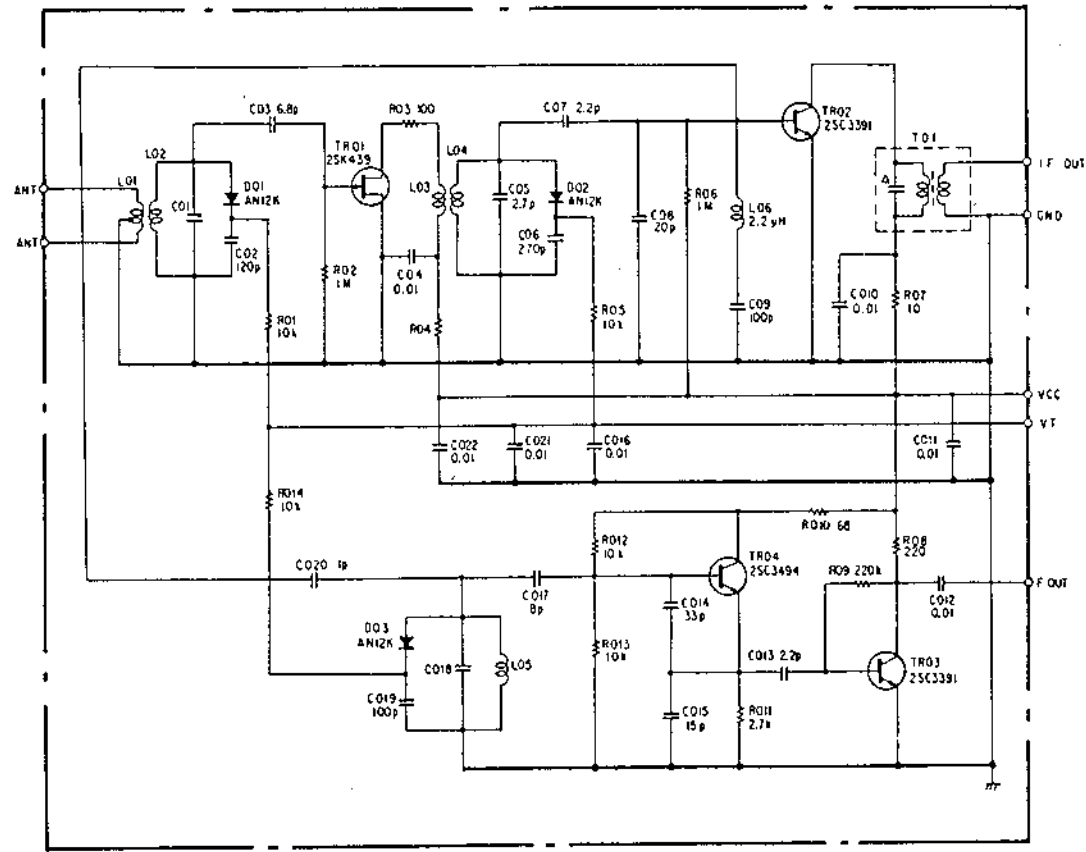 C03 6.8p
R03 100
C07 2.2p
TR02
2SC3391
TR01
2SK439
T01
L02
L04
IF OUT
ANT
L01
D01
AN12K
L03
C05
2.7p
D02
AN12K
R06
1M
C01
L06
2.2μH
GND
ANT
C02
120p
C06
270p
C08
20p
R02
1M
C04
0.01
C09
100p
C010
0.01
R07
10
R01
10k
R04
R05
10k
VCC
VT
C022
0.01
C021
0.01
C016
0.01
C011
0.01
R014
10k
R010 68
R012
10k
R08
220
TR04
2SC3494
C020 1p
R09 220k
F OUT
C017
8p
C012
0.01
C014
33p
D03
AN12K
R013
10k
C013 2.2p
C018
L05
TR03
2SC3391
C019
100p
C015
15p
R011
2.7k